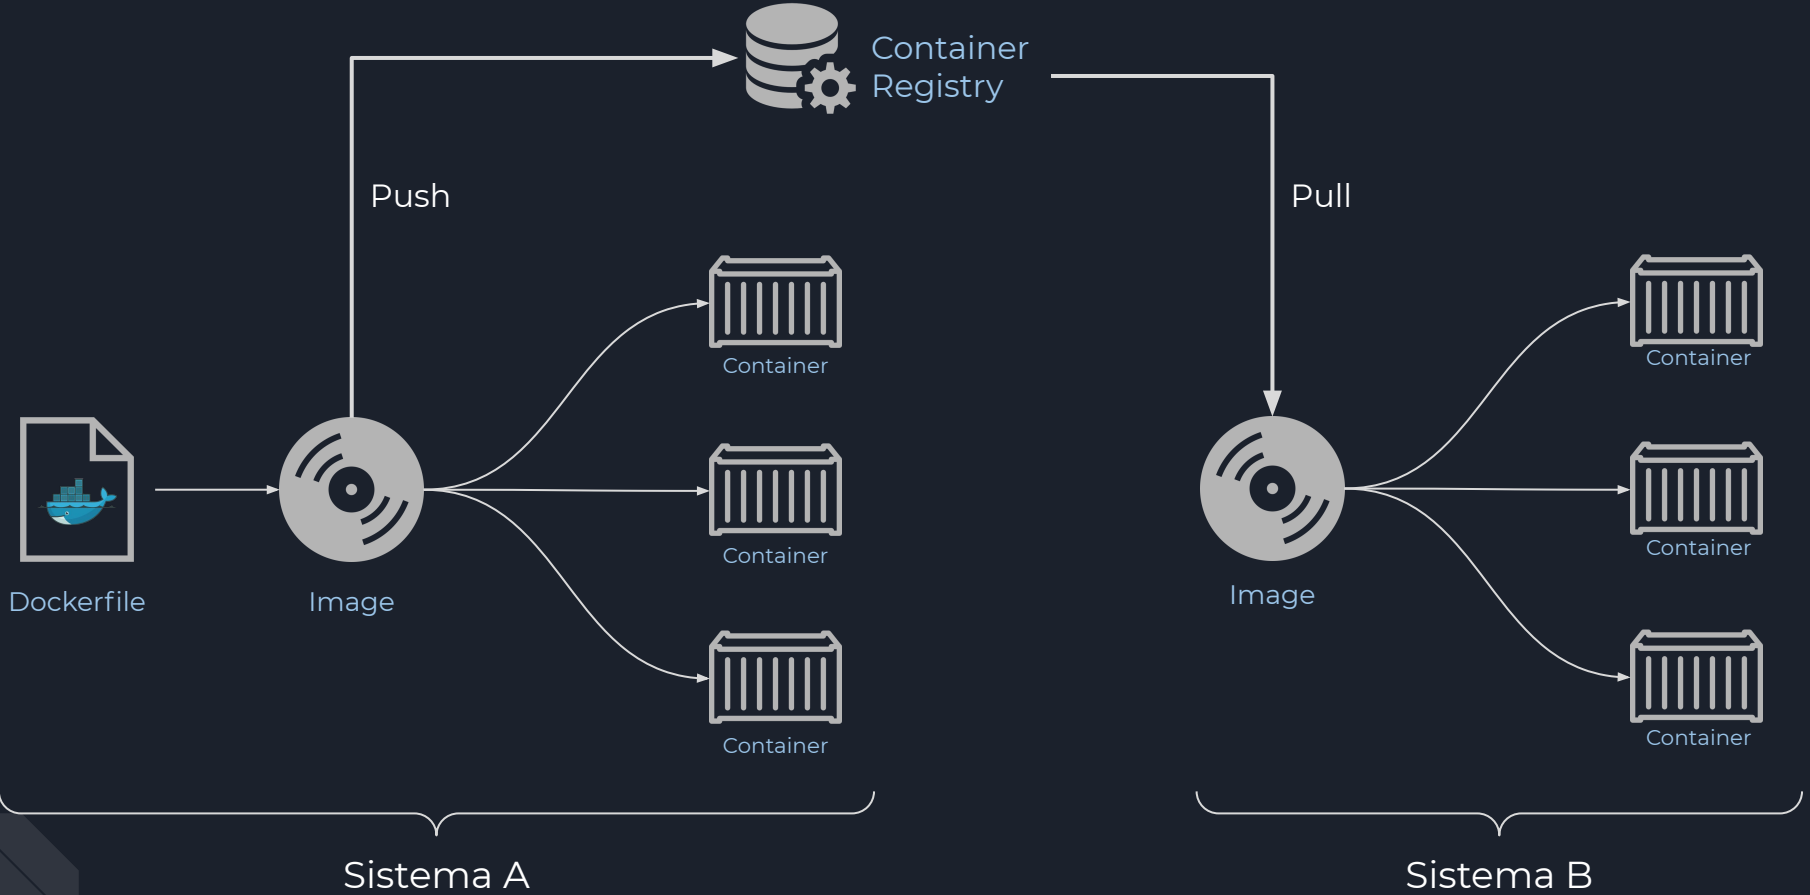 Container
Registry
Push
Pull
Container
Container
Container
Container
Dockerfile
Image
Image
Container
Container
Sistema A
Sistema B